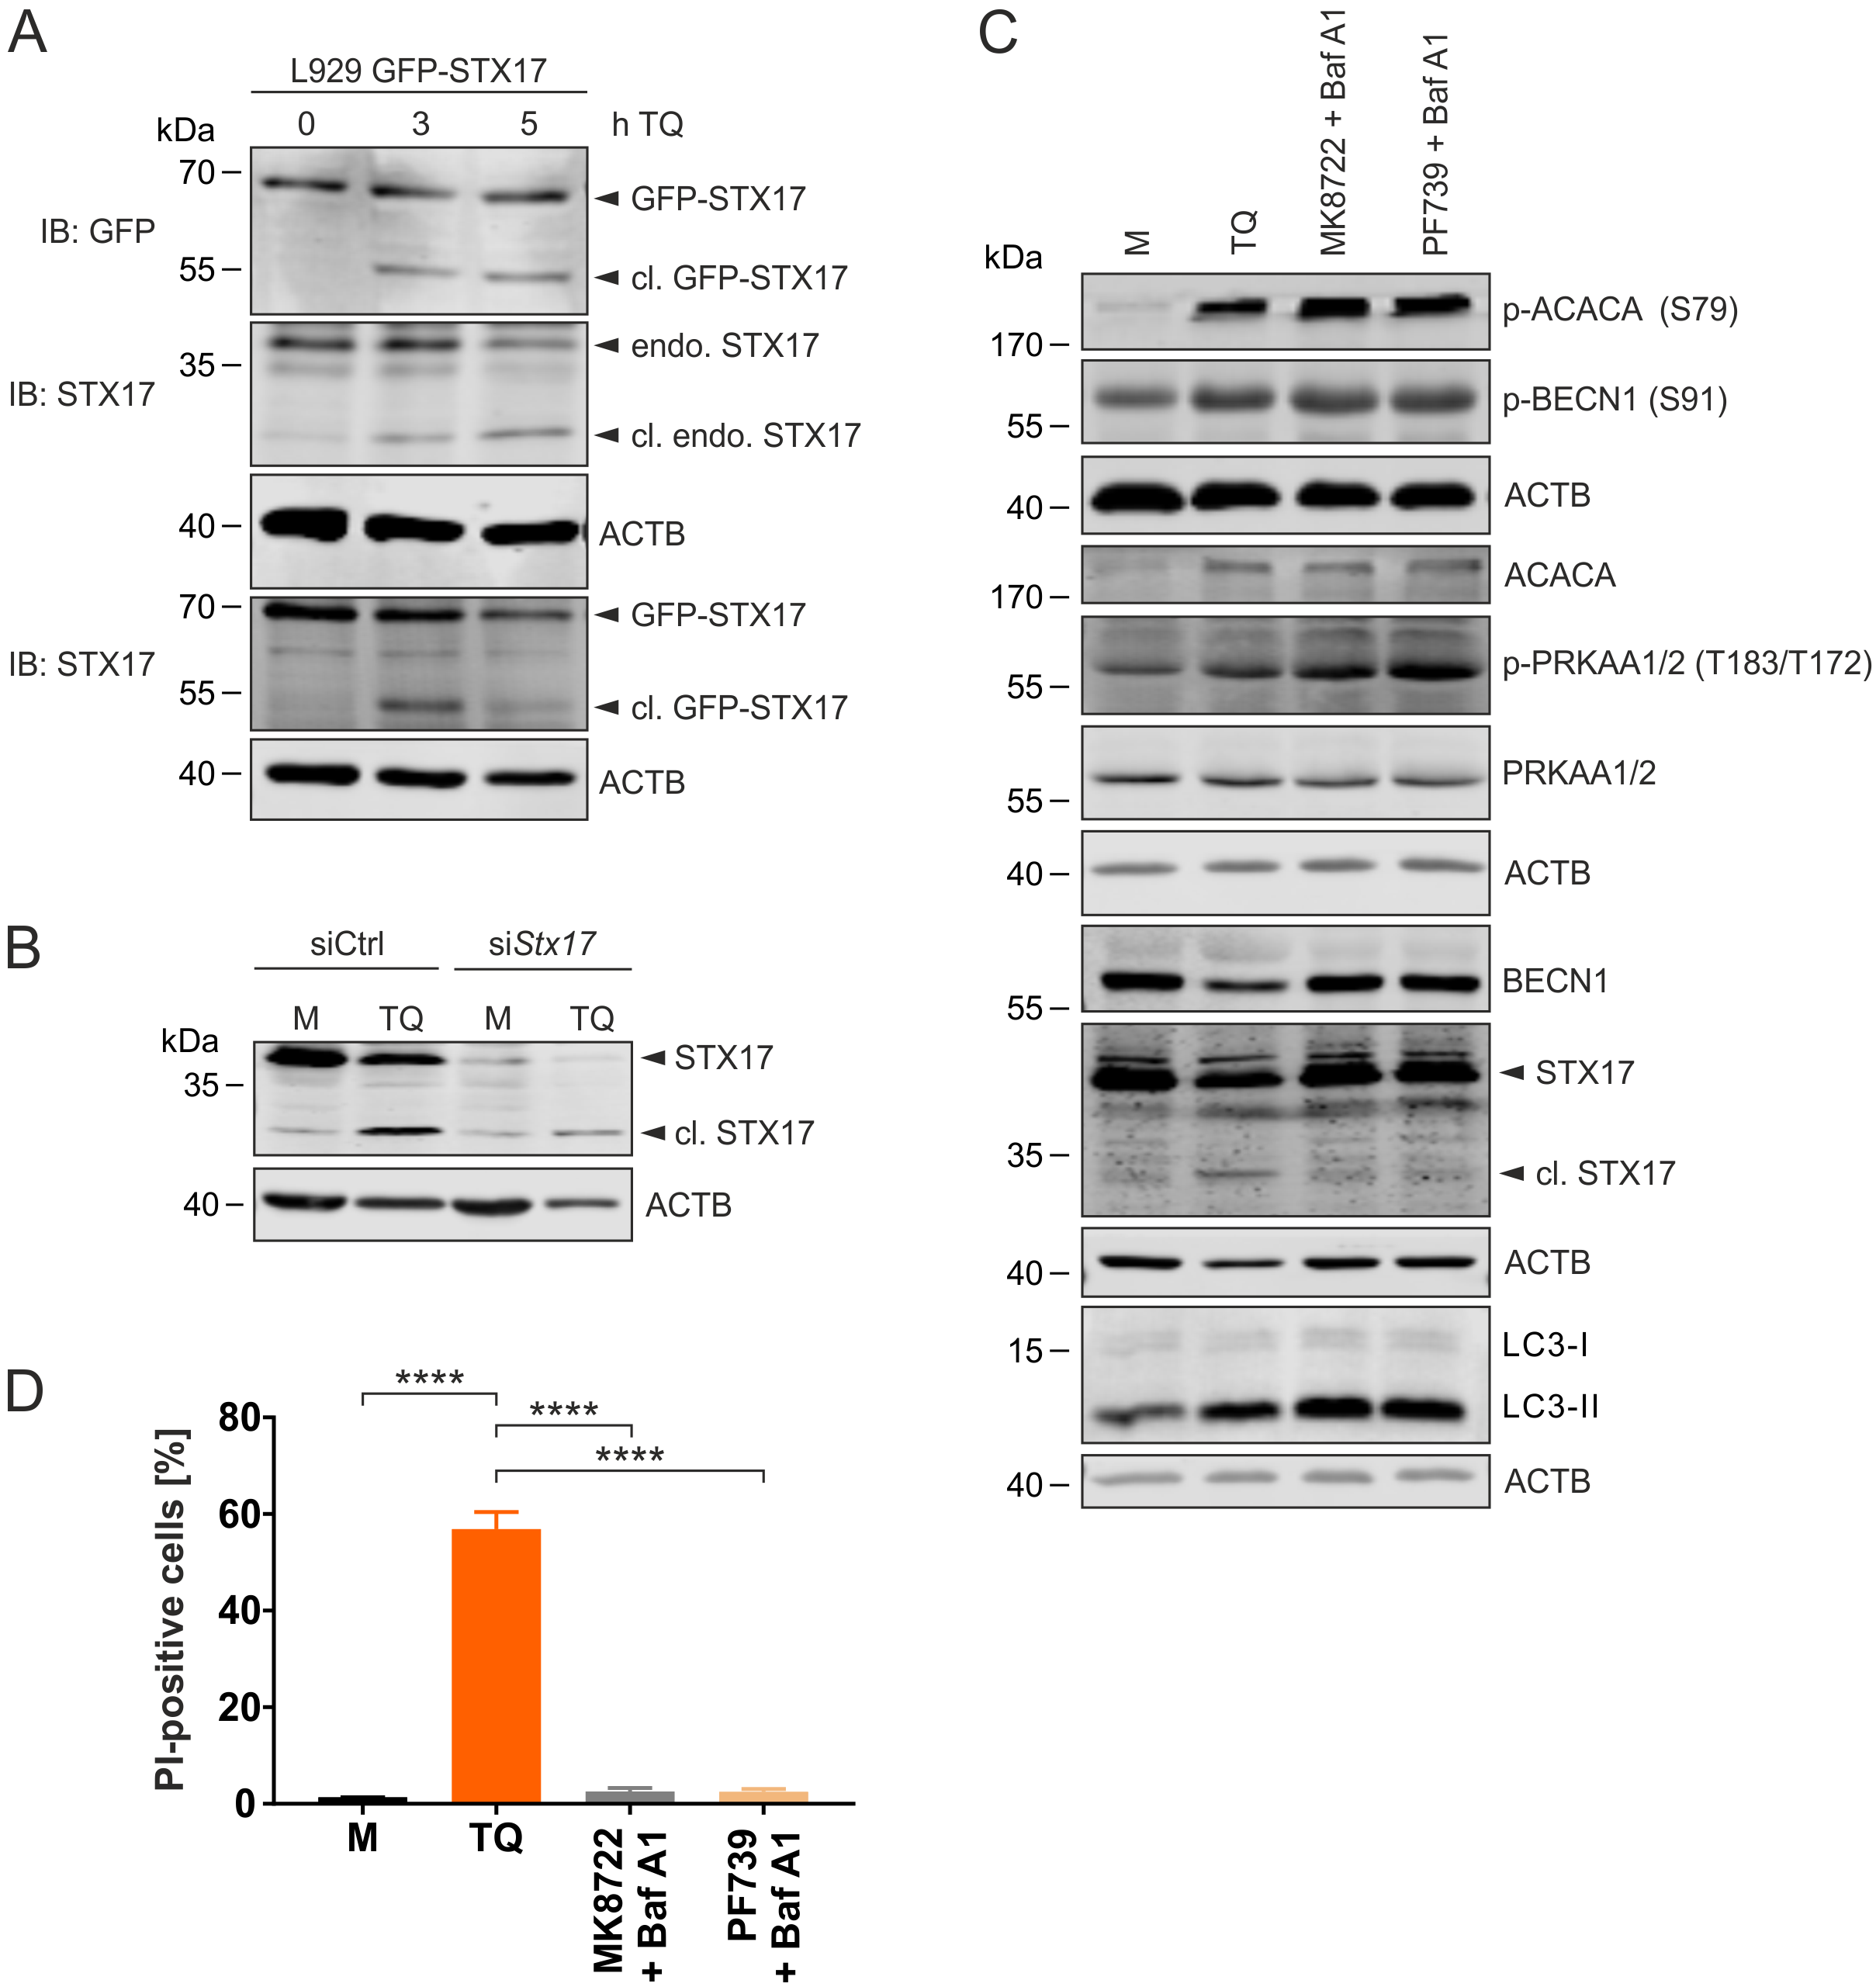 A
L929 GFP-STX17
kDa 0 3 5 h TQ
70
IB: GFP
55
GFP-STX17
cl. GFP-STX17
IB: STX17
35
endo. STX17
cl. endo. STX17
40
ACTB
IB: STX17
70
55
GFP-STX17
cl. GFP-STX17
40
ACTB
B
siCtrl siStx17
M TQ M TQ
kDa
35
STX17
cl. STX17
40
ACTB
C
M TQ MK8722 + Baf A1 PF739 + Baf A1
kDa
p-ACACA (S79)
170
p-BECN1 (S91)
55
ACTB
40
ACACA
170
p-PRKAA1/2 (T183/T172)
55
PRKAA1/2
55
ACTB
40
BECN1
55
STX17
35
cl. STX17
ACTB
40
LC3-I
15
LC3-II
ACTB
40
D
PI-positive cells [%]
80
60
40
20
0
****
****
****
M
TQ
MK8722
+ Baf A1
PF739
+ Baf A1